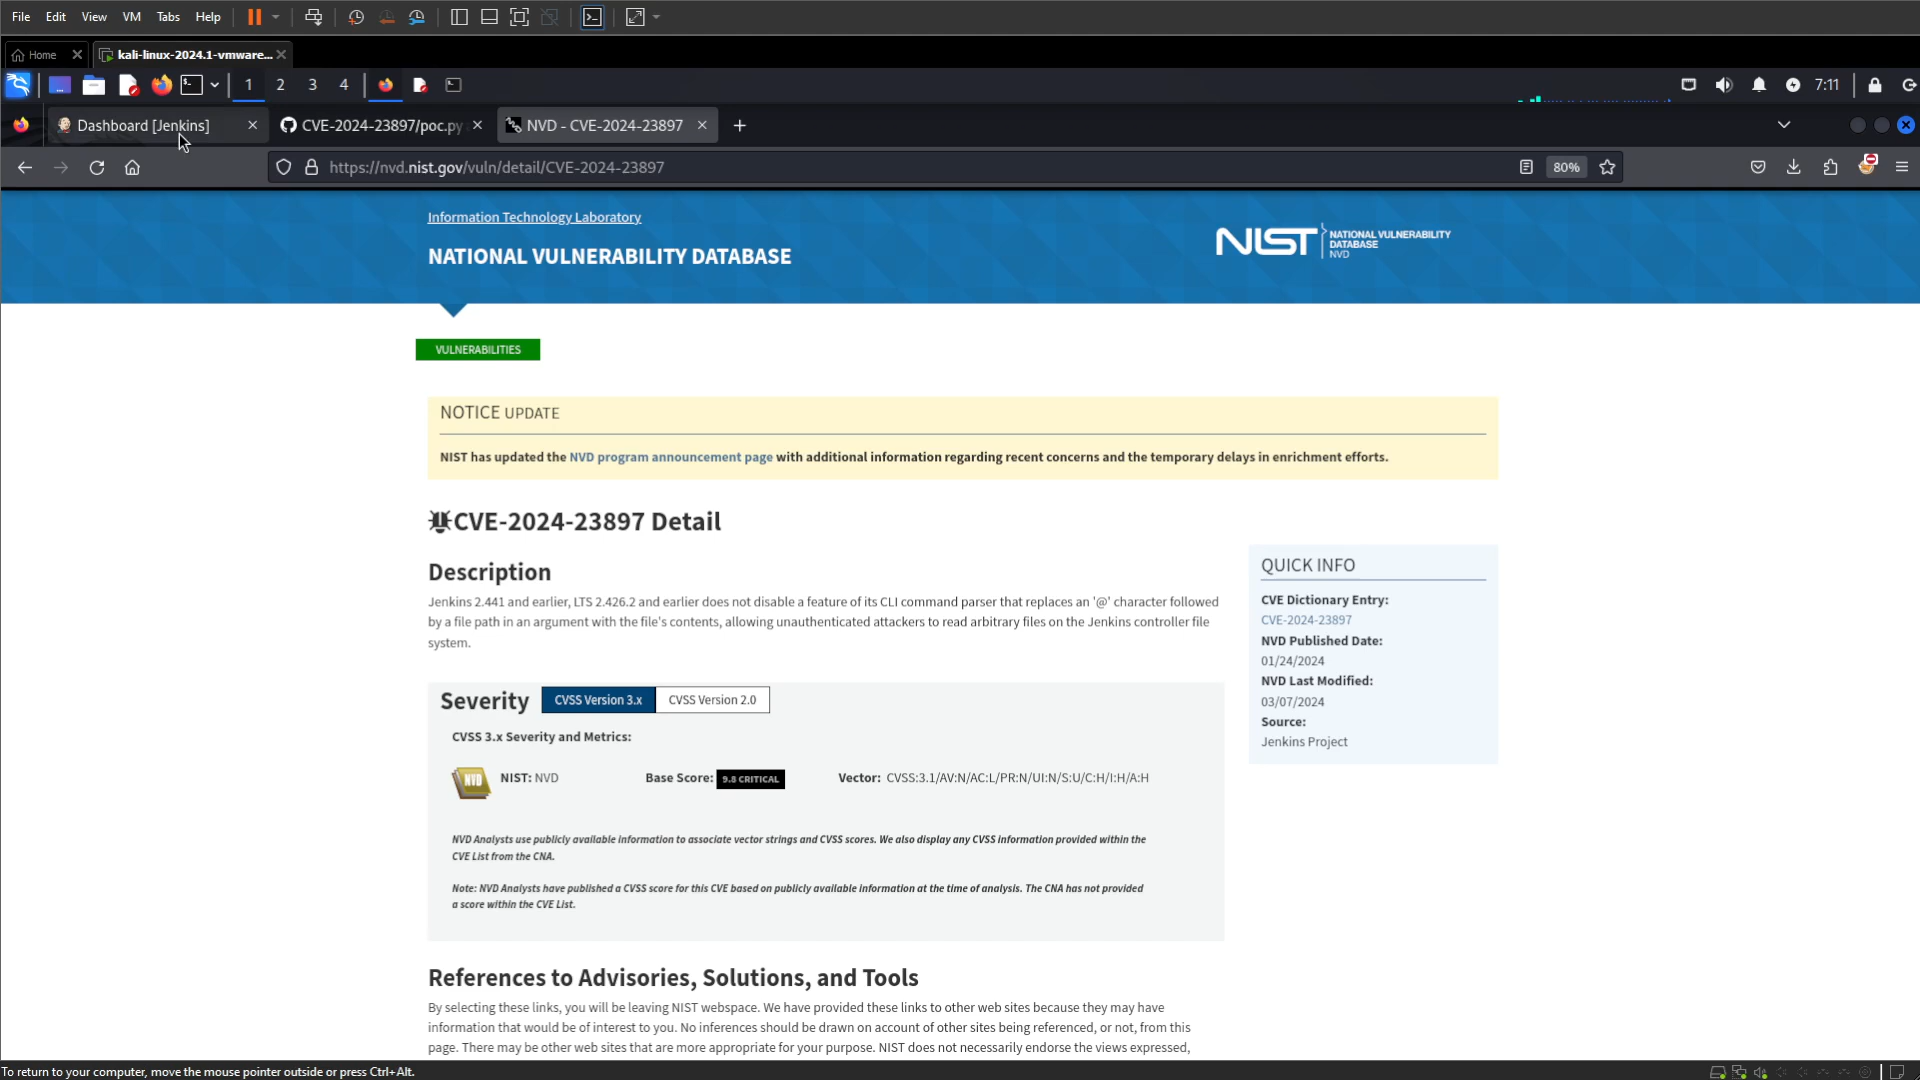 File Edit View VM Tabs Help
Home kali-linux-2024.1-vmware...
1 2 3 4 7:11
Dashboard [Jenkins] CVE-2024-23897/poc.py NVD - CVE-2024-23897
https://nvd.nist.gov/vuln/detail/CVE-2024-23897 80%
Information Technology Laboratory
NATIONAL VULNERABILITY DATABASE
NIST NATIONAL VULNERABILITY
DATABASE
NVD
VULNERABILITIES
NOTICE UPDATE
NIST has updated the NVD program announcement page with additional information regarding recent concerns and the temporary delays in enrichment efforts.
CVE-2024-23897 Detail
Description
Jenkins 2.441 and earlier, LTS 2.426.2 and earlier does not disable a feature of its CLI command parser that replaces an '@' character followed
by a file path in an argument with the file's contents, allowing unauthenticated attackers to read arbitrary files on the Jenkins controller file
system.
QUICK INFO
CVE Dictionary Entry:
CVE-2024-23897
NVD Published Date:
01/24/2024
NVD Last Modified:
03/07/2024
Source:
Jenkins Project
Severity CVSS Version 3.x CVSS Version 2.0
CVSS 3.x Severity and Metrics:
NVD NIST: NVD Base Score: 9.8 CRITICAL Vector: CVSS:3.1/AV:N/AC:L/PR:N/UI:N/S:U/C:H/I:H/A:H
NVD Analysts use publicly available information to associate vector strings and CVSS scores. We also display any CVSS information provided within the
CVE List from the CNA.
Note: NVD Analysts have published a CVSS score for this CVE based on publicly available information at the time of analysis. The CNA has not provided
a score within the CVE List.
References to Advisories, Solutions, and Tools
By selecting these links, you will be leaving NIST webspace. We have provided these links to other web sites because they may have
information that would be of interest to you. No inferences should be drawn on account of other sites being referenced, or not, from this
page. There may be other web sites that are more appropriate for your purpose. NIST does not necessarily endorse the views expressed,
To return to your computer, move the mouse pointer outside or press Ctrl+Alt.